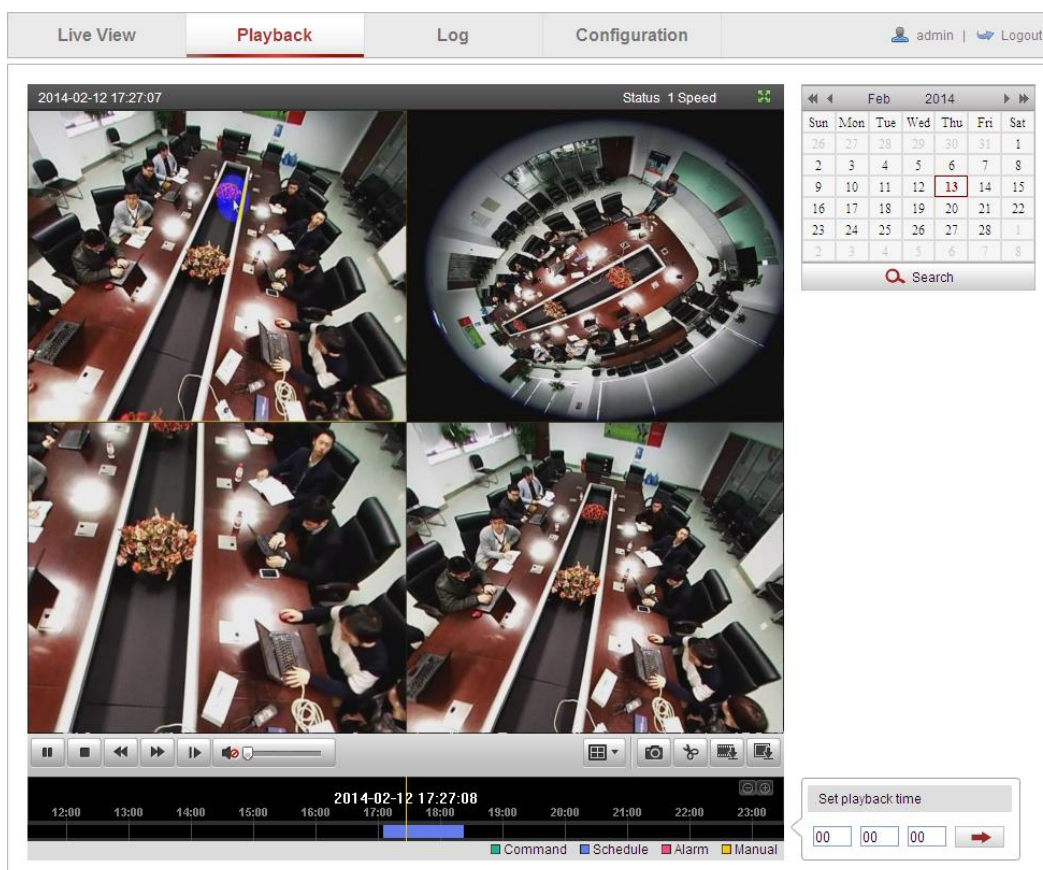 Live View Playback Log Configuration admin | Logout
2014-02-12 17:27:07 Status 1 Speed
Feb 2014
Sun Mon Tue Wed Thu Fri Sat
26 27 28 29 30 31 1
2 3 4 5 6 7 8
9 10 11 12 13 14 15
16 17 18 19 20 21 22
23 24 25 26 27 28 1
2 3 4 5 6 7 8
Search
2014-02-12 17:27:08
12:00 13:00 14:00 15:00 16:00 17:00 18:00 19:00 20:00 21:00 22:00 23:00
Command Schedule Alarm Manual
Set playback time
00 00 00